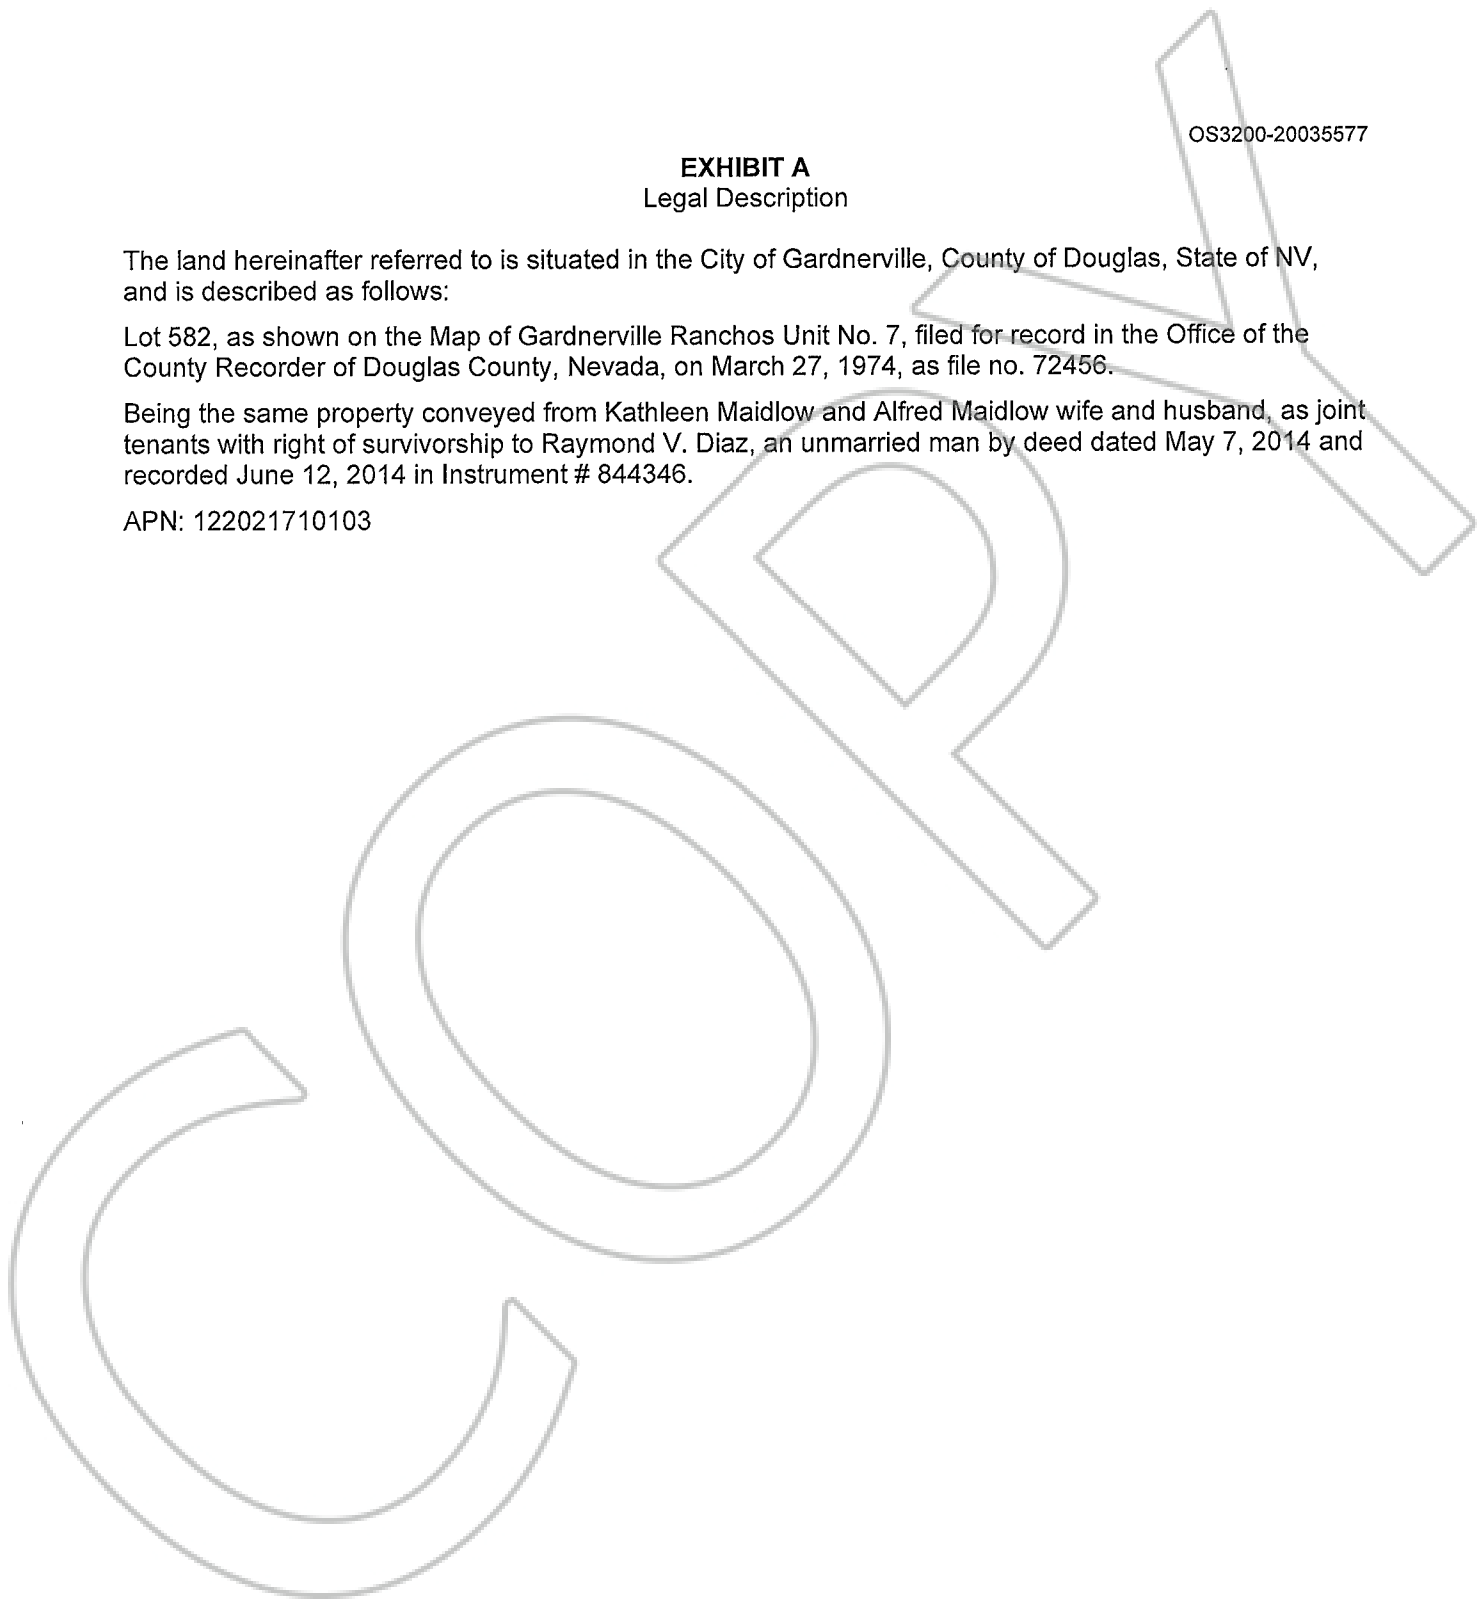 OS3200-20035577
EXHIBIT A
Legal Description
The land hereinafter referred to is situated in the City of Gardnerville, County of Douglas, State of NV,
and is described as follows:
Lot 582, as shown on the Map of Gardnerville Ranchos Unit No. 7, filed for record in the Office of the
County Recorder of Douglas County, Nevada, on March 27, 1974, as file no. 72456.
Being the same property conveyed from Kathleen Maidlow and Alfred Maidlow wife and husband, as joint
tenants with right of survivorship to Raymond V. Diaz, an unmarried man by deed dated May 7, 2014 and
recorded June 12, 2014 in Instrument # 844346.
APN: 122021710103
COPY